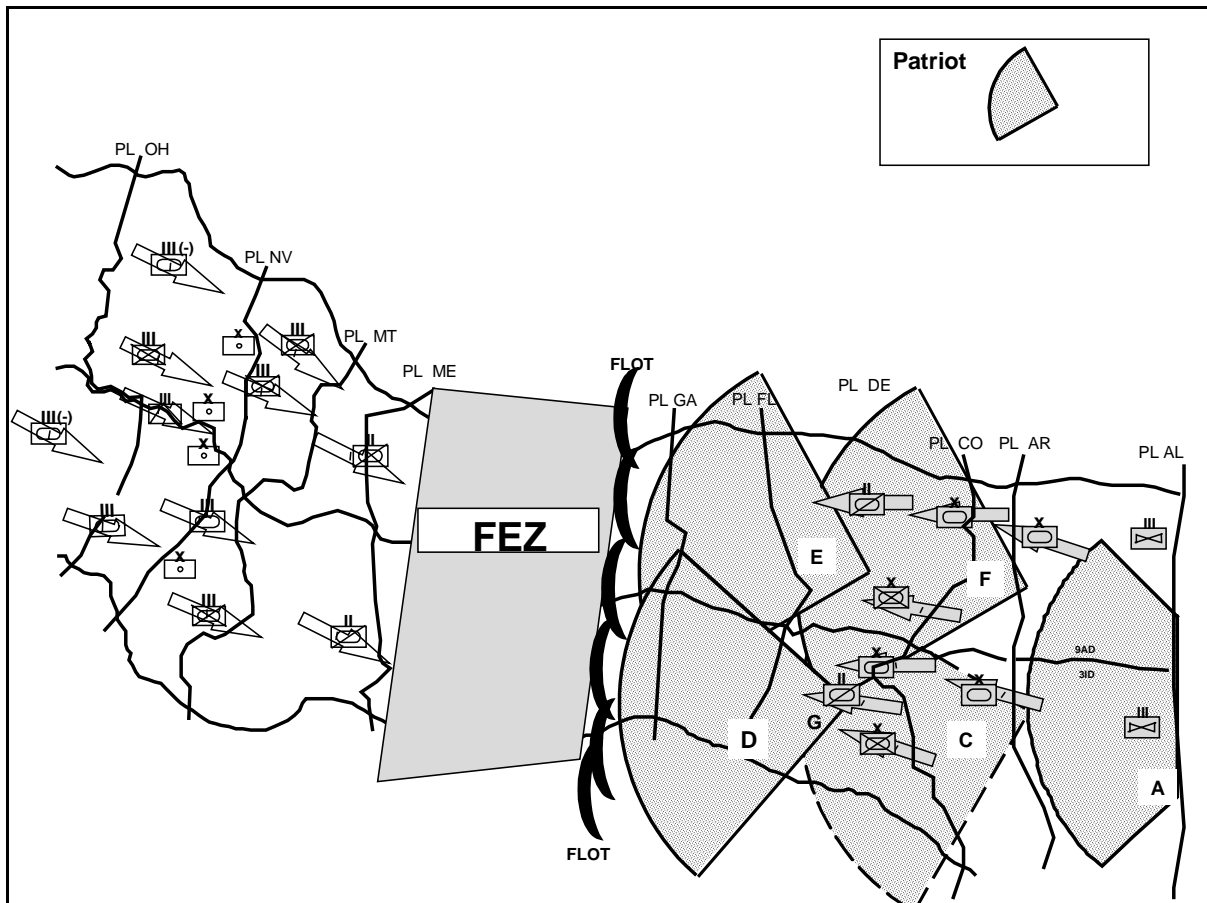 Patriot
PL OH
III(-)
PL NV
III
X
III
PL MT
III
PL ME
FLOT
PL DE
III
X
PL GA
PL FL
III(-)
X
II
PL CO
PL AR
PL AL
II
X
III
III
X
III
FEZ
E
X
F
X
X
9AD
3ID
III
II
X
II
X
III
G
X
D
C
A
FLOT